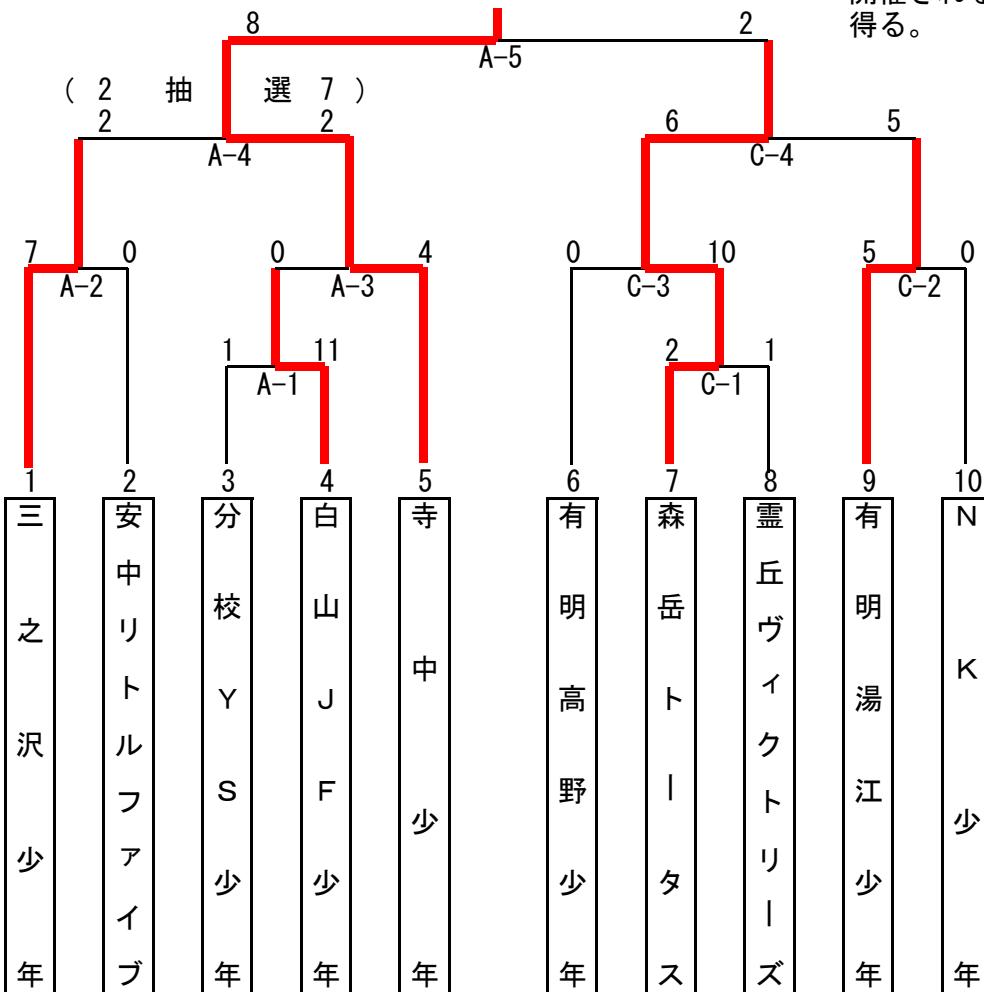 得る。
8 2
A-5
( 2 抽 選 7 )
2 2 6 5
A-4 C-4
7 0 0 4 0 10 5 0
A-2 A-3 C-3 C-2
1 11 2 1
A-1 C-1
1 2 3 4 5 6 7 8 9 10
三之沢少年
安中リトルファイブ
分校YS少年
白山JF少年
寺中少年
有明高野少年
森岳トータス
霊丘ヴィクトリーズ
有明湯江少年
NK少年